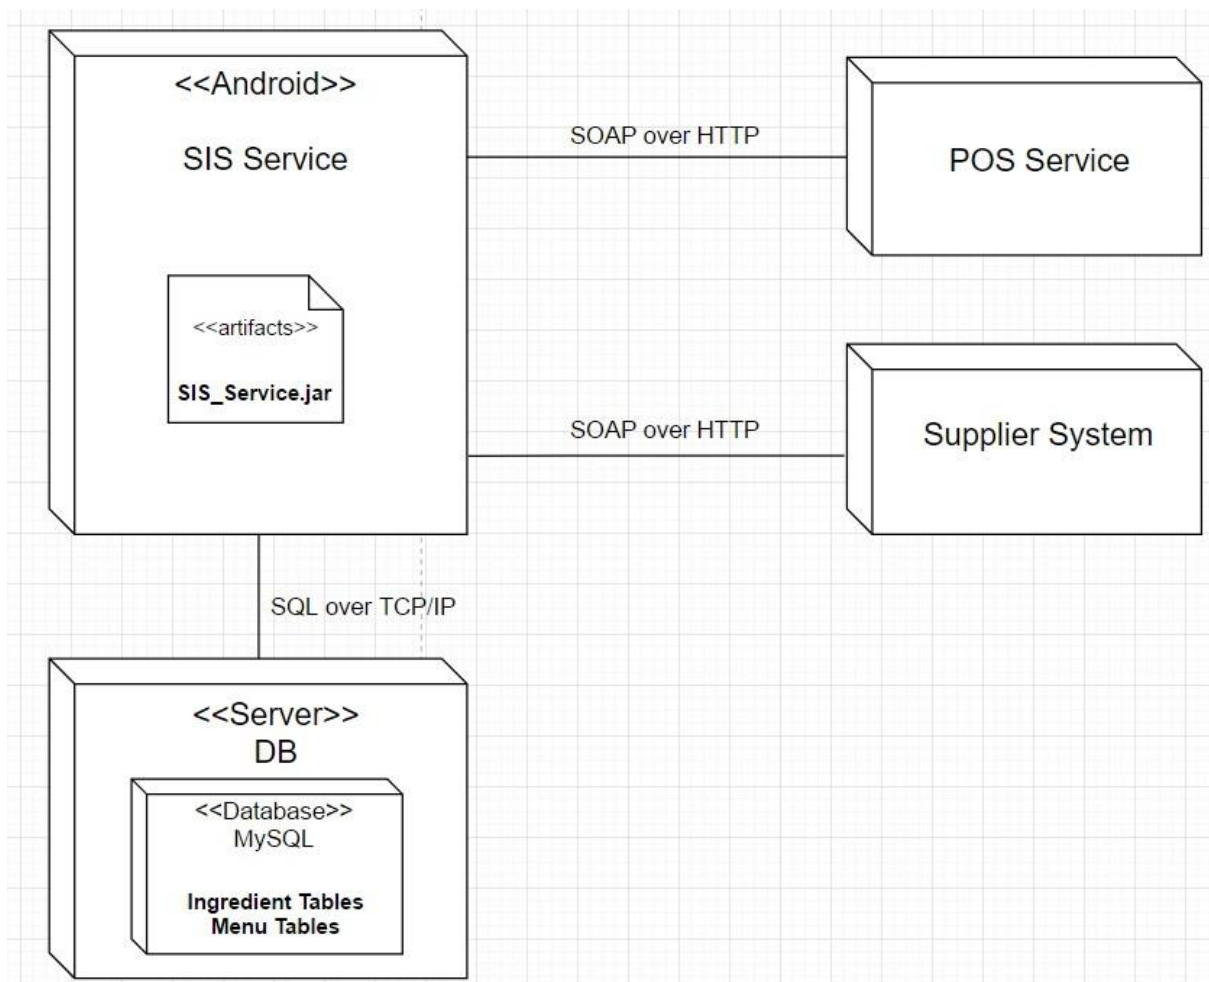 <<Android>>
SIS Service
<<artifacts>>
SIS_Service.jar
SOAP over HTTP
POS Service
SOAP over HTTP
Supplier System
SQL over TCP/IP
<<Server>>
DB
<<Database>>
MySQL
Ingredient Tables
Menu Tables